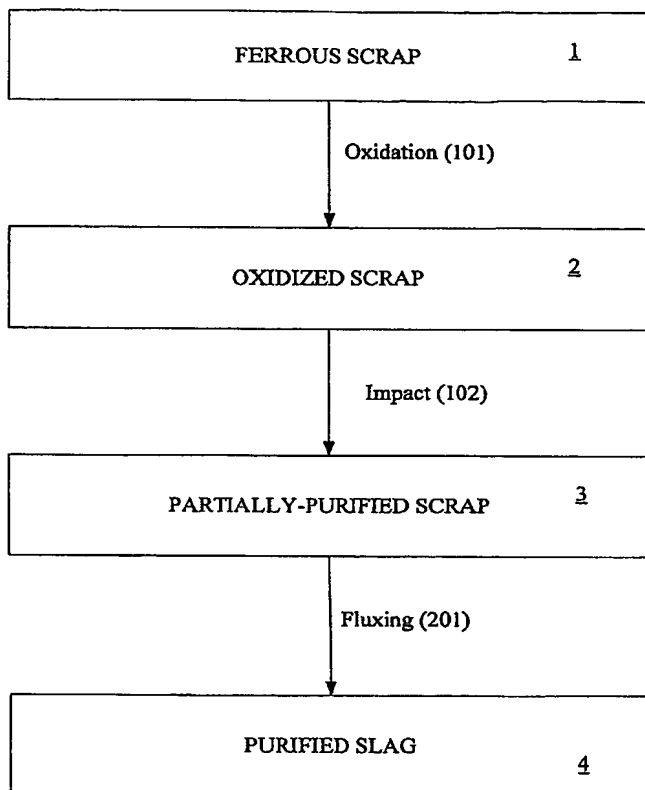 FERROUS SCRAP 1
Oxidation (101)
OXIDIZED SCRAP 2
Impact (102)
PARTIALLY-PURIFIED SCRAP 3
Fluxing (201)
PURIFIED SLAG 4